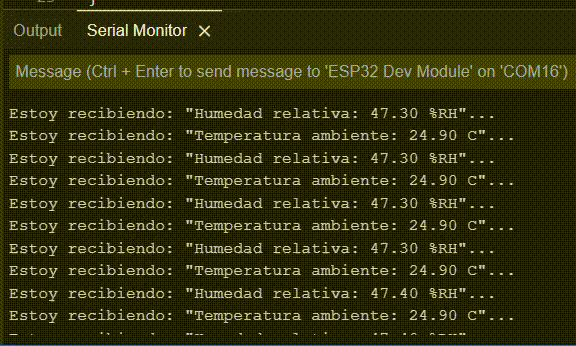 Output Serial Monitor ×
Message (Ctrl + Enter to send message to 'ESP32 Dev Module' on 'COM16')
Estoy recibiendo: "Humedad relativa: 47.30 %RH"...
Estoy recibiendo: "Temperatura ambiente: 24.90 C"...
Estoy recibiendo: "Humedad relativa: 47.30 %RH"...
Estoy recibiendo: "Temperatura ambiente: 24.90 C"...
Estoy recibiendo: "Humedad relativa: 47.30 %RH"...
Estoy recibiendo: "Temperatura ambiente: 24.90 C"...
Estoy recibiendo: "Humedad relativa: 47.30 %RH"...
Estoy recibiendo: "Temperatura ambiente: 24.90 C"...
Estoy recibiendo: "Humedad relativa: 47.40 %RH"...
Estoy recibiendo: "Temperatura ambiente: 24.90 C"...